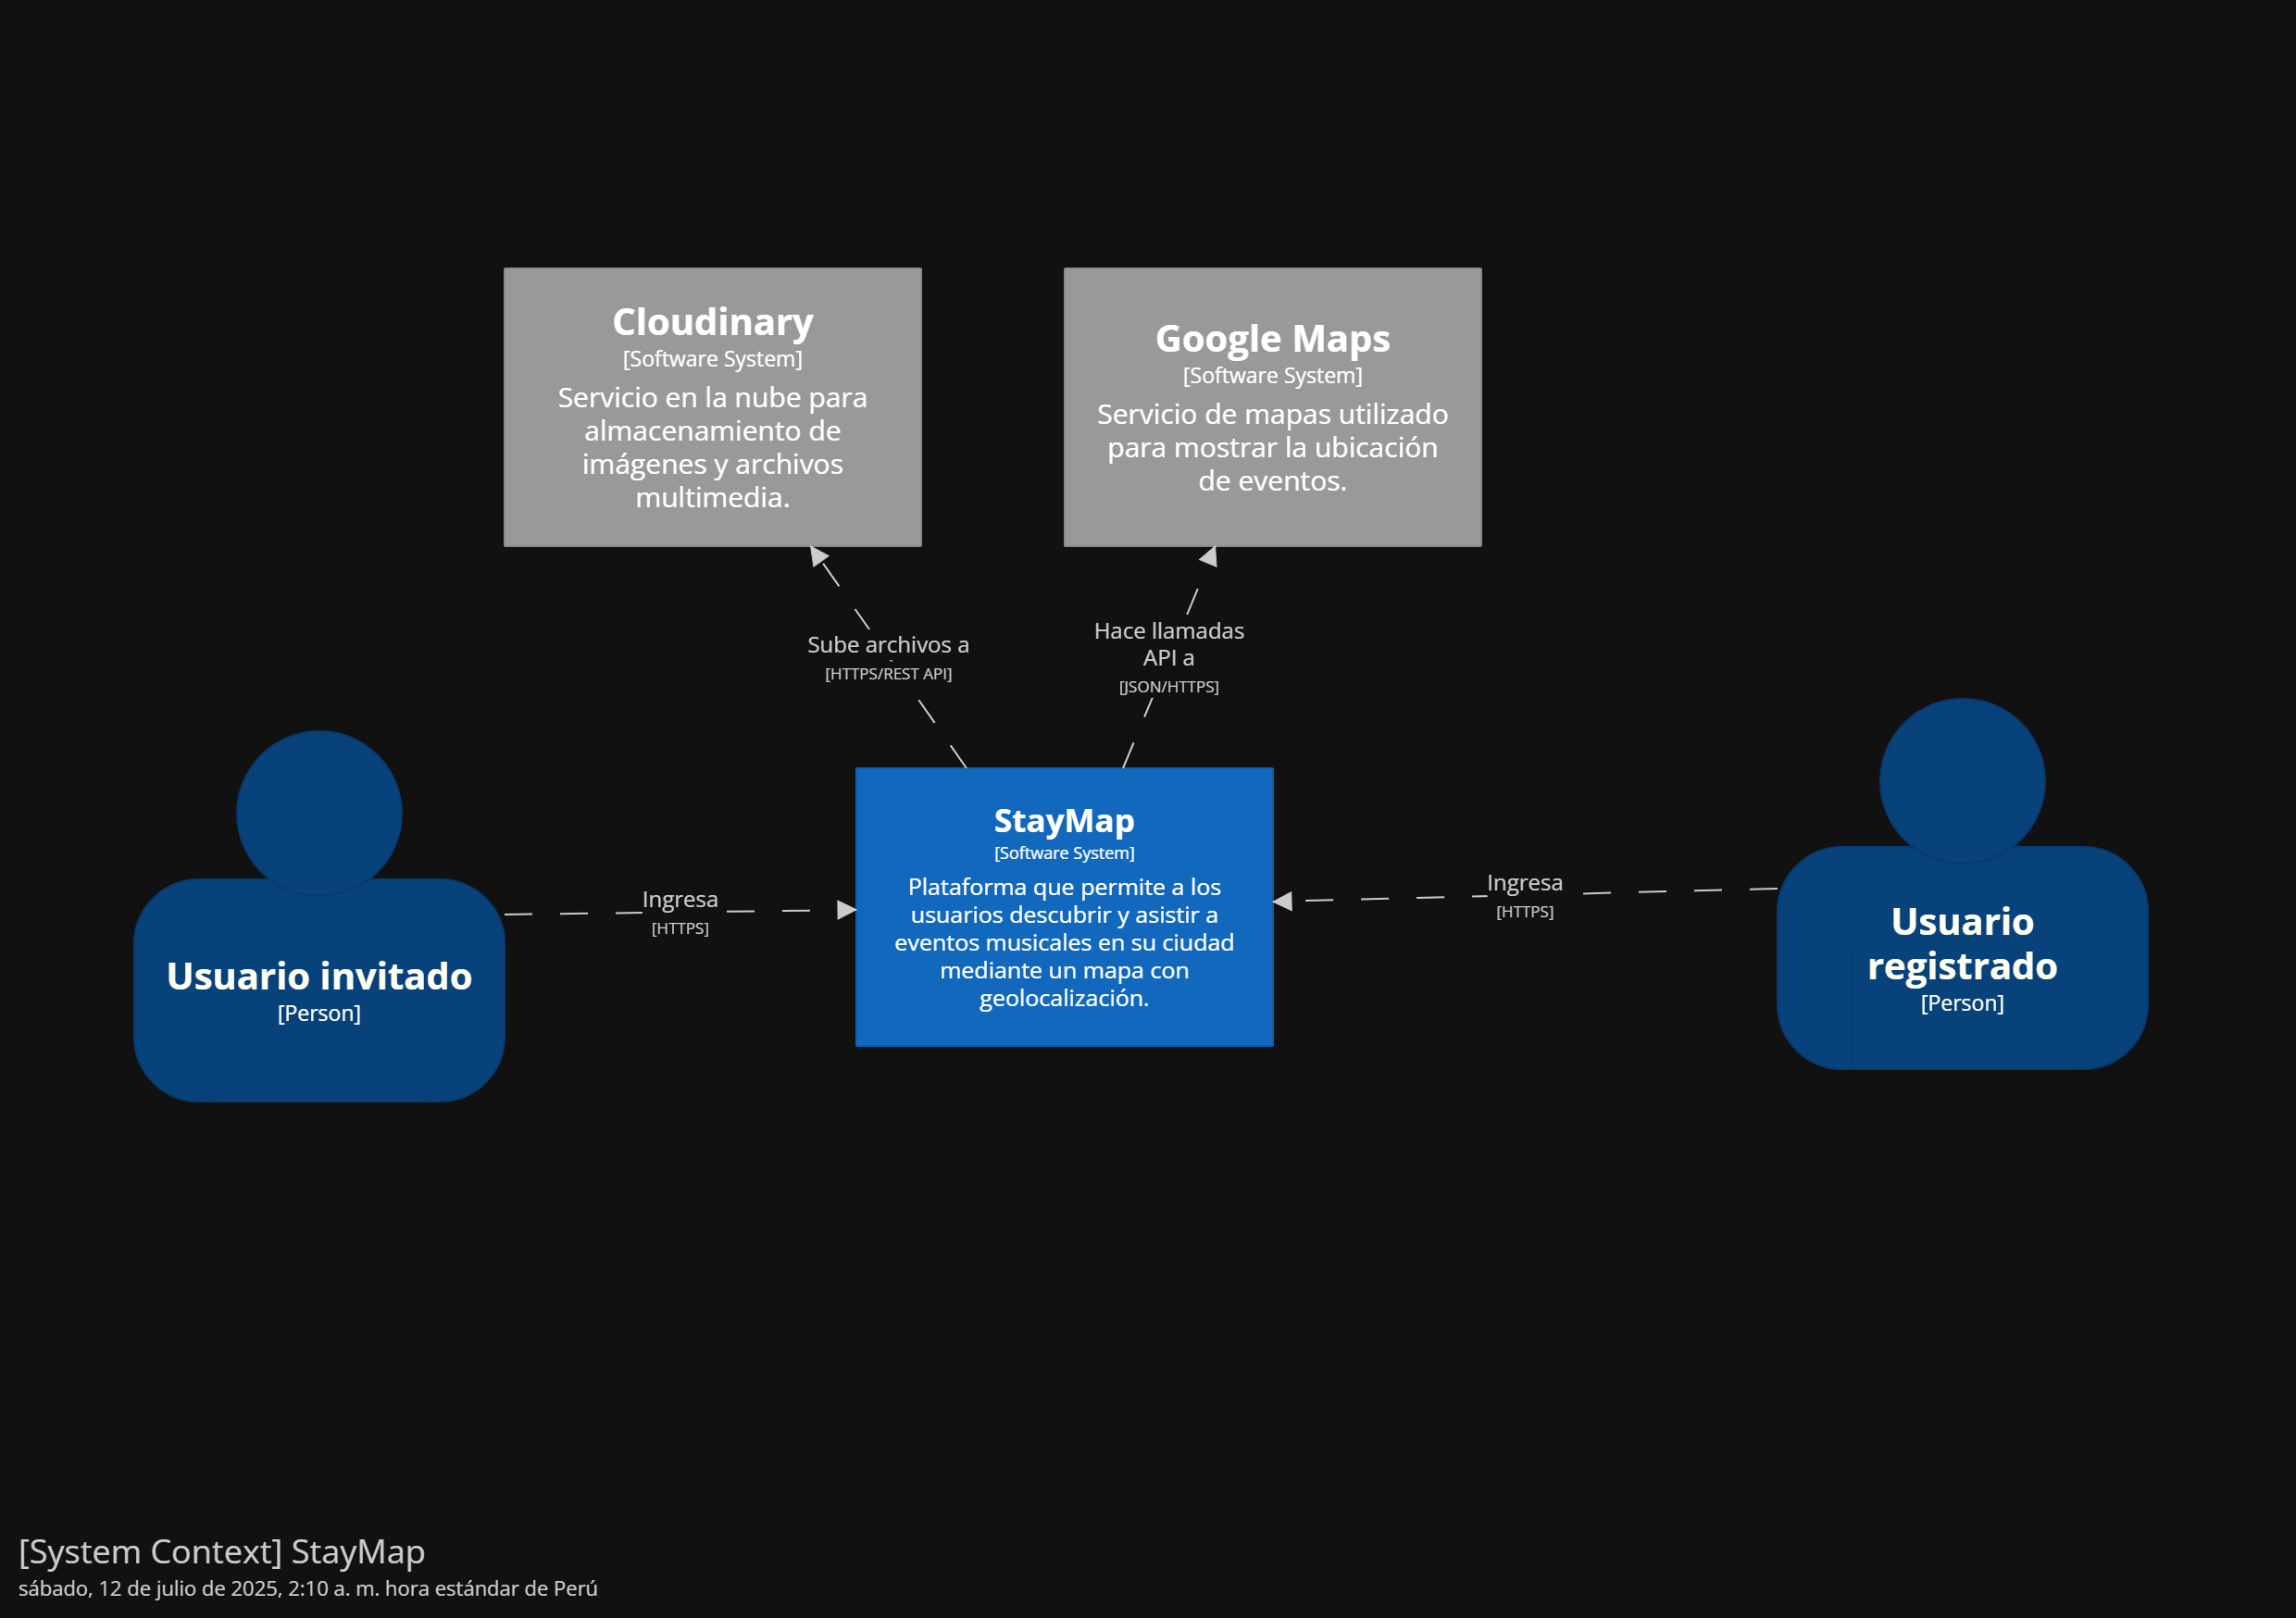 Cloudinary
[Software System]
Servicio en la nube para
almacenamiento de
imágenes y archivos
multimedia.
Google Maps
[Software System]
Servicio de mapas utilizado
para mostrar la ubicación
de eventos.
Sube archivos a
[HTTPS/REST API]
Hace llamadas
API a
[JSON/HTTPS]
Usuario invitado
[Person]
Ingresa
[HTTPS]
StayMap
[Software System]
Plataforma que permite a los
usuarios descubrir y asistir a
eventos musicales en su ciudad
mediante un mapa con
geolocalización.
Ingresa
[HTTPS]
Usuario
registrado
[Person]
[System Context] StayMap
sábado, 12 de julio de 2025, 2:10 a. m. hora estándar de Perú